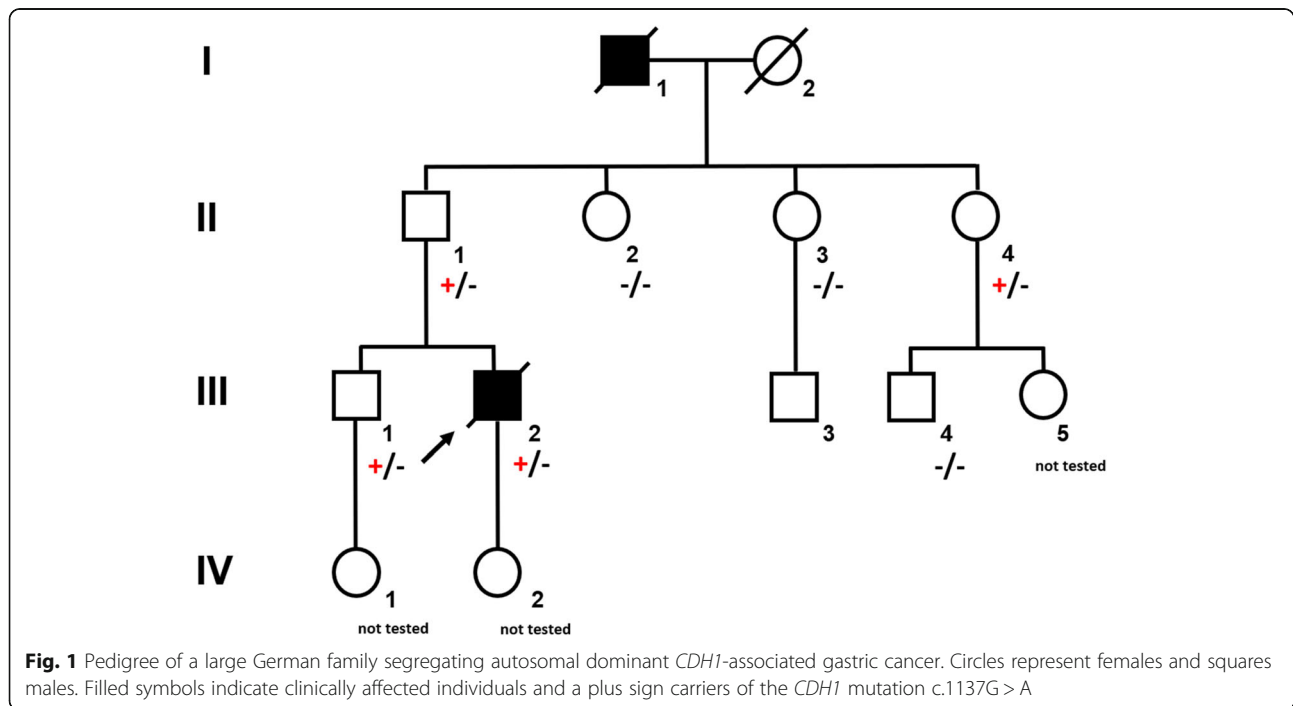 I
1
2
II
1
2
3
4
+/-
-/-
-/-
+/-
III
1
2
3
4
5
+/-
+/-
-/-
not tested
IV
1
2
not tested
not tested
Fig. 1 Pedigree of a large German family segregating autosomal dominant CDH1-associated gastric cancer. Circles represent females and squares
males. Filled symbols indicate clinically affected individuals and a plus sign carriers of the CDH1 mutation c.1137G > A